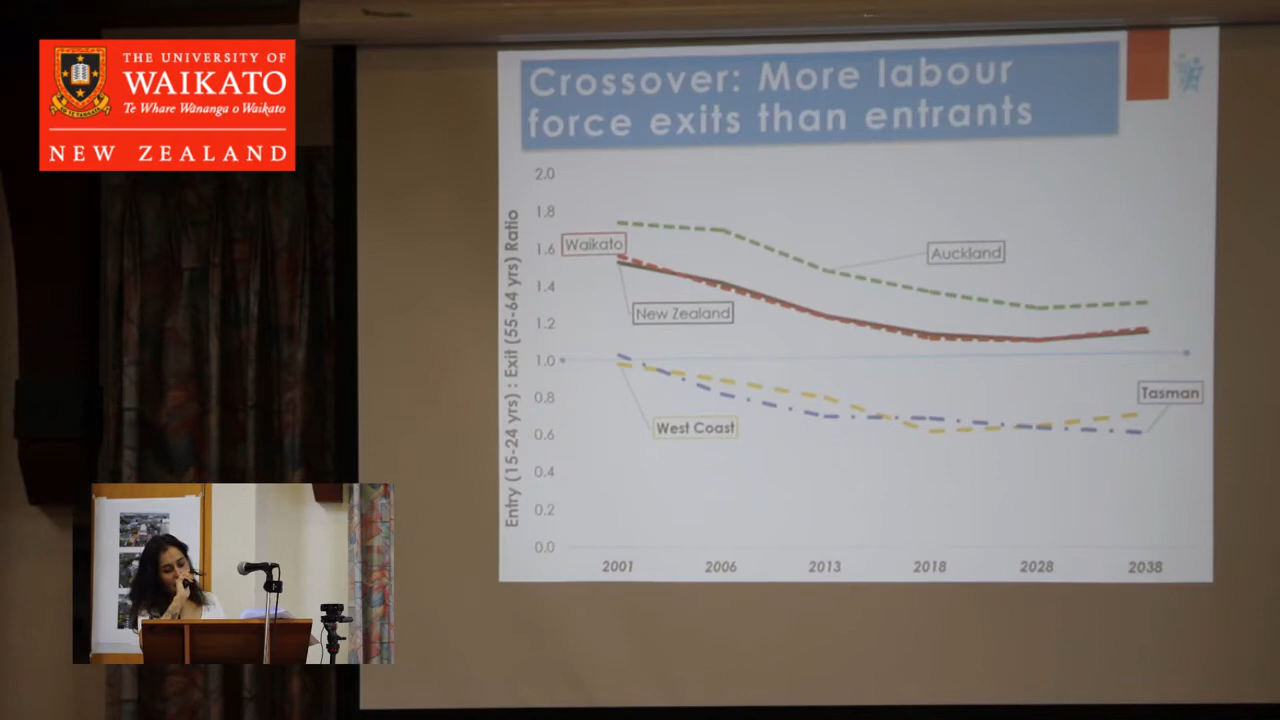 THE UNIVERSITY OF
WAIKATO
Te Whare Wānanga o Waikato
NEW ZEALAND
Crossover: More labour
force exits than entrants
Entry (15-24 yrs) : Exit (55-64 yrs) Ratio
2.0
1.8
1.6
1.4
1.2
1.0
0.8
0.6
0.4
0.2
0.0
Waikato
Auckland
New Zealand
Tasman
West Coast
2001 2006 2013 2018 2028 2038